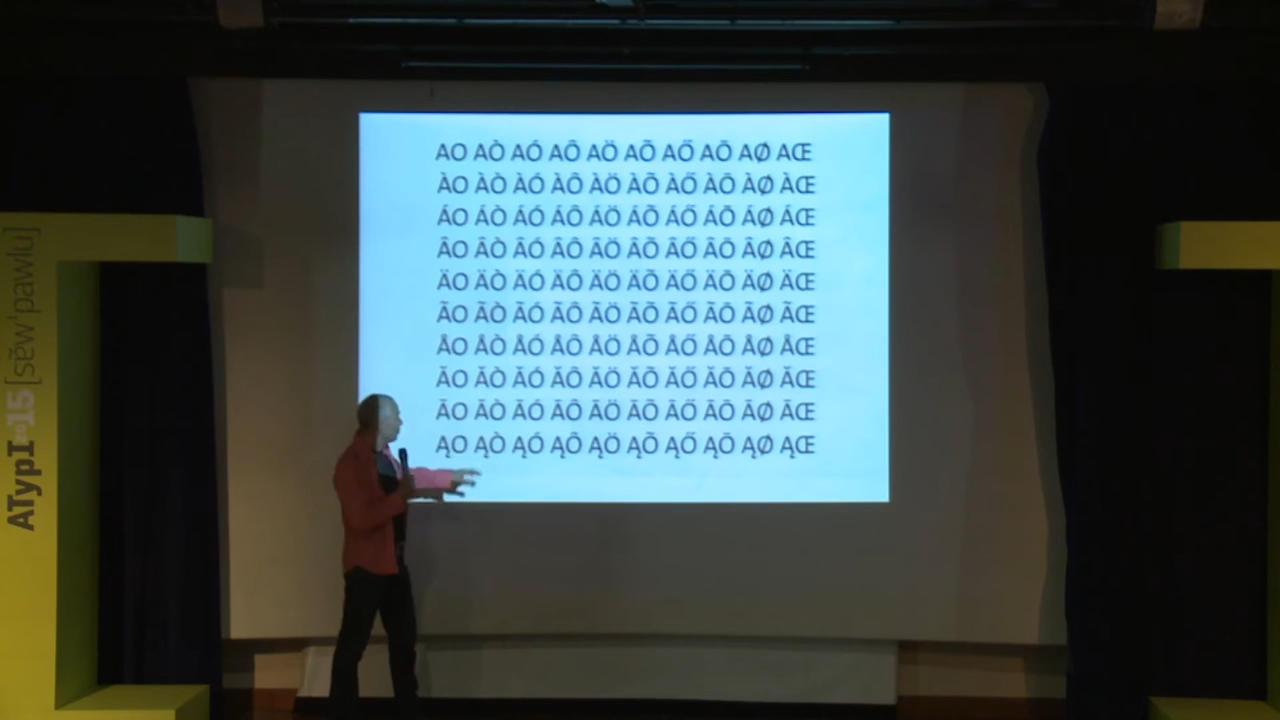 AO AÒ AÓ AÔ AÖ AÕ AŐ AŌ AØ AŒ
ÀO ÀÒ ÀÓ ÀÔ ÀÖ ÀÕ ÀŐ ÀŌ ÀØ ÀŒ
ÁO ÁÒ ÁÓ ÁÔ ÁÖ ÁÕ ÁŐ ÁŌ ÁØ ÁŒ
ÂO ÂÒ ÂÓ ÂÔ ÂÖ ÂÕ ÂŐ ÂŌ ÂØ ÂŒ
ÄO ÄÒ ÄÓ ÄÔ ÄÖ ÄÕ ÄŐ ÄŌ ÄØ ÄŒ
ÃO ÃÒ ÃÓ ÃÔ ÃÖ ÃÕ ÃŐ ÃŌ ÃØ ÃŒ
ÅO ÅÒ ÅÓ ÅÔ ÅÖ ÅÕ ÅŐ ÅŌ ÅØ ÅŒ
ĂO ĂÒ ĂÓ ĂÔ ĂÖ ĂÕ ĂŐ ĂŌ ĂØ ĂŒ
ĀO ĀÒ ĀÓ ĀÔ ĀÖ ĀÕ ĀŐ ĀŌ ĀØ ĀŒ
ĄO ĄÒ ĄÓ ĄÔ ĄÖ ĄÕ ĄŐ ĄŌ ĄØ ĄŒ
ATypI2015 [sɐ̃w'pawlu]